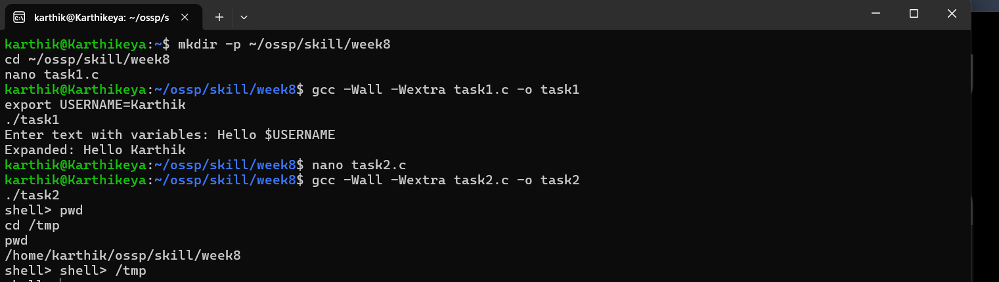 karthik@Karthikeya: ~/ossp/s
karthik@Karthikeya:~$ mkdir -p ~/ossp/skill/week8
cd ~/ossp/skill/week8
nano task1.c
karthik@Karthikeya:~/ossp/skill/week8$ gcc -Wall -Wextra task1.c -o task1
export USERNAME=Karthik
./task1
Enter text with variables: Hello $USERNAME
Expanded: Hello Karthik
karthik@Karthikeya:~/ossp/skill/week8$ nano task2.c
karthik@Karthikeya:~/ossp/skill/week8$ gcc -Wall -Wextra task2.c -o task2
./task2
shell> pwd
cd /tmp
pwd
/home/karthik/ossp/skill/week8
shell> shell> /tmp